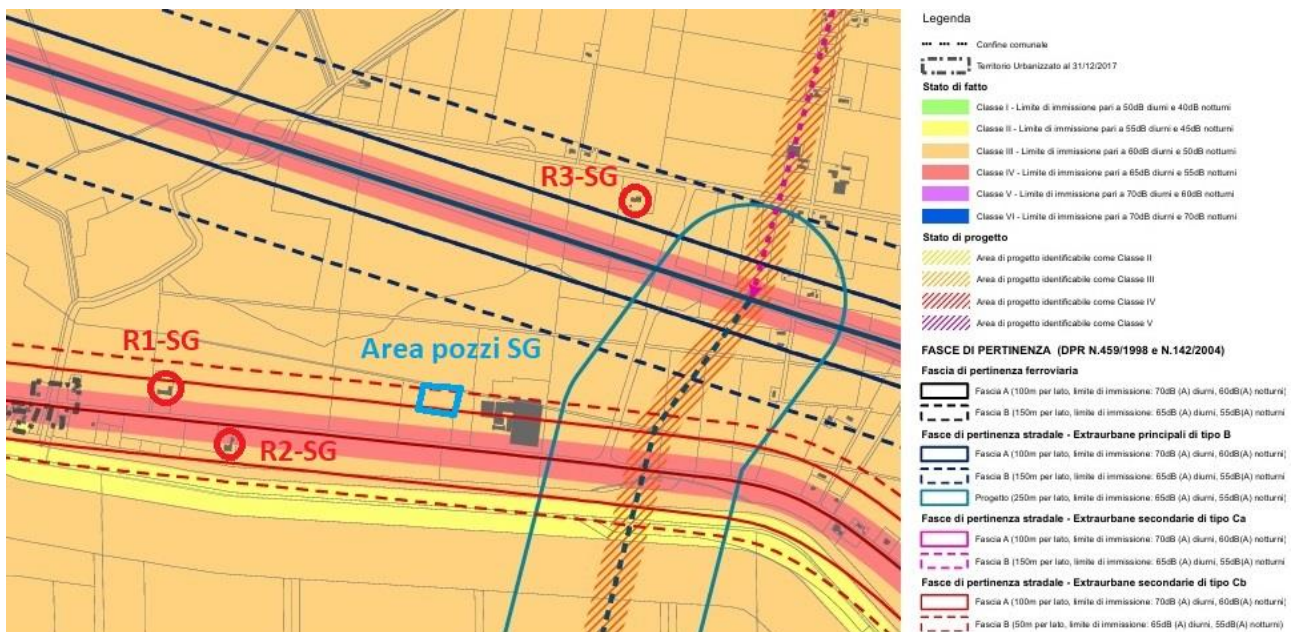 R3-SG
R1-SG
Area pozzi SG
R2-SG
Legenda
Confine comunale
Territorio Urbanizzato al 31/12/2017
Stato di fatto
Classe I - Limite di immissione pari a 50dB diurni e 40dB notturni
Classe II - Limite di immissione pari a 55dB diurni e 45dB notturni
Classe III - Limite di immissione pari a 60dB diurni e 50dB notturni
Classe IV - Limite di immissione pari a 65dB diurni e 55dB notturni
Classe V - Limite di immissione pari a 70dB diurni e 60dB notturni
Classe VI - Limite di immissione pari a 70dB diurni e 70dB notturni
Stato di progetto
Area di progetto identificabile come Classe II
Area di progetto identificabile come Classe III
Area di progetto identificabile come Classe IV
Area di progetto identificabile come Classe V
FASCE DI PERTINENZA (DPR N.459/1998 e N.142/2004)
Fascia di pertinenza ferroviaria
Fascia A (100m per lato, limite di immissione: 70dB (A) diurni, 60dB(A) notturni)
Fascia B (150m per lato, limite di immissione: 65dB (A) diurni, 55dB(A) notturni
Fasce di pertinenza stradale - Extraurbane principali di tipo B
Fascia A (100m per lato, limite di immissione: 70dB (A) diurni, 60dB(A) notturni)
Fascia B (150m per lato, limite di immissione: 65dB (A) diurni, 55dB(A) notturni
Progetto (250m per lato, limite di immissione: 65dB (A) diurni, 55dB(A) notturni)
Fasce di pertinenza stradale - Extraurbane secondarie di tipo Ca
Fascia A (100m per lato, limite di immissione: 70dB (A) diurni, 60dB(A) notturni)
Fascia B (150m per lato, limite di immissione: 65dB (A) diurni, 55dB(A) notturni
Fasce di pertinenza stradale - Extraurbane secondarie di tipo Cb
Fascia A (100m per lato, limite di immissione: 70dB (A) diurni, 60dB(A) notturni)
Fascia B (50m per lato, limite di immissione: 65dB (A) diurni, 55dB(A) notturni)